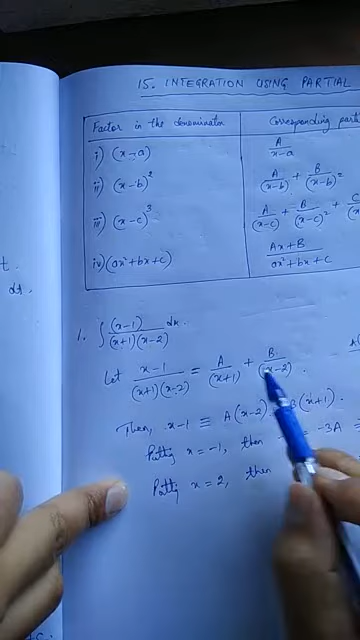 15. INTEGRATION USING PARTIAL
Factor in the denominator Corresponding
i) (x-a) A/(x-a)
ii) (x-b)² A/(x-b) + B/(x-b)²
iii) (x-c)³ A/(x-c) + B/(x-c)² +
iv) (ax²+bx+c) (Ax+B)/(ax²+bx+c)
t.
dx.
1. ∫ (x-1)/((x+1)(x-2)) dx.
Let (x-1)/((x+1)(x-2)) = A/(x+1) + B/(x-2).
Then, x-1 ≡ A(x-2) B(x+1).
Putting x = -1, then -3A
Putting x = 2, then